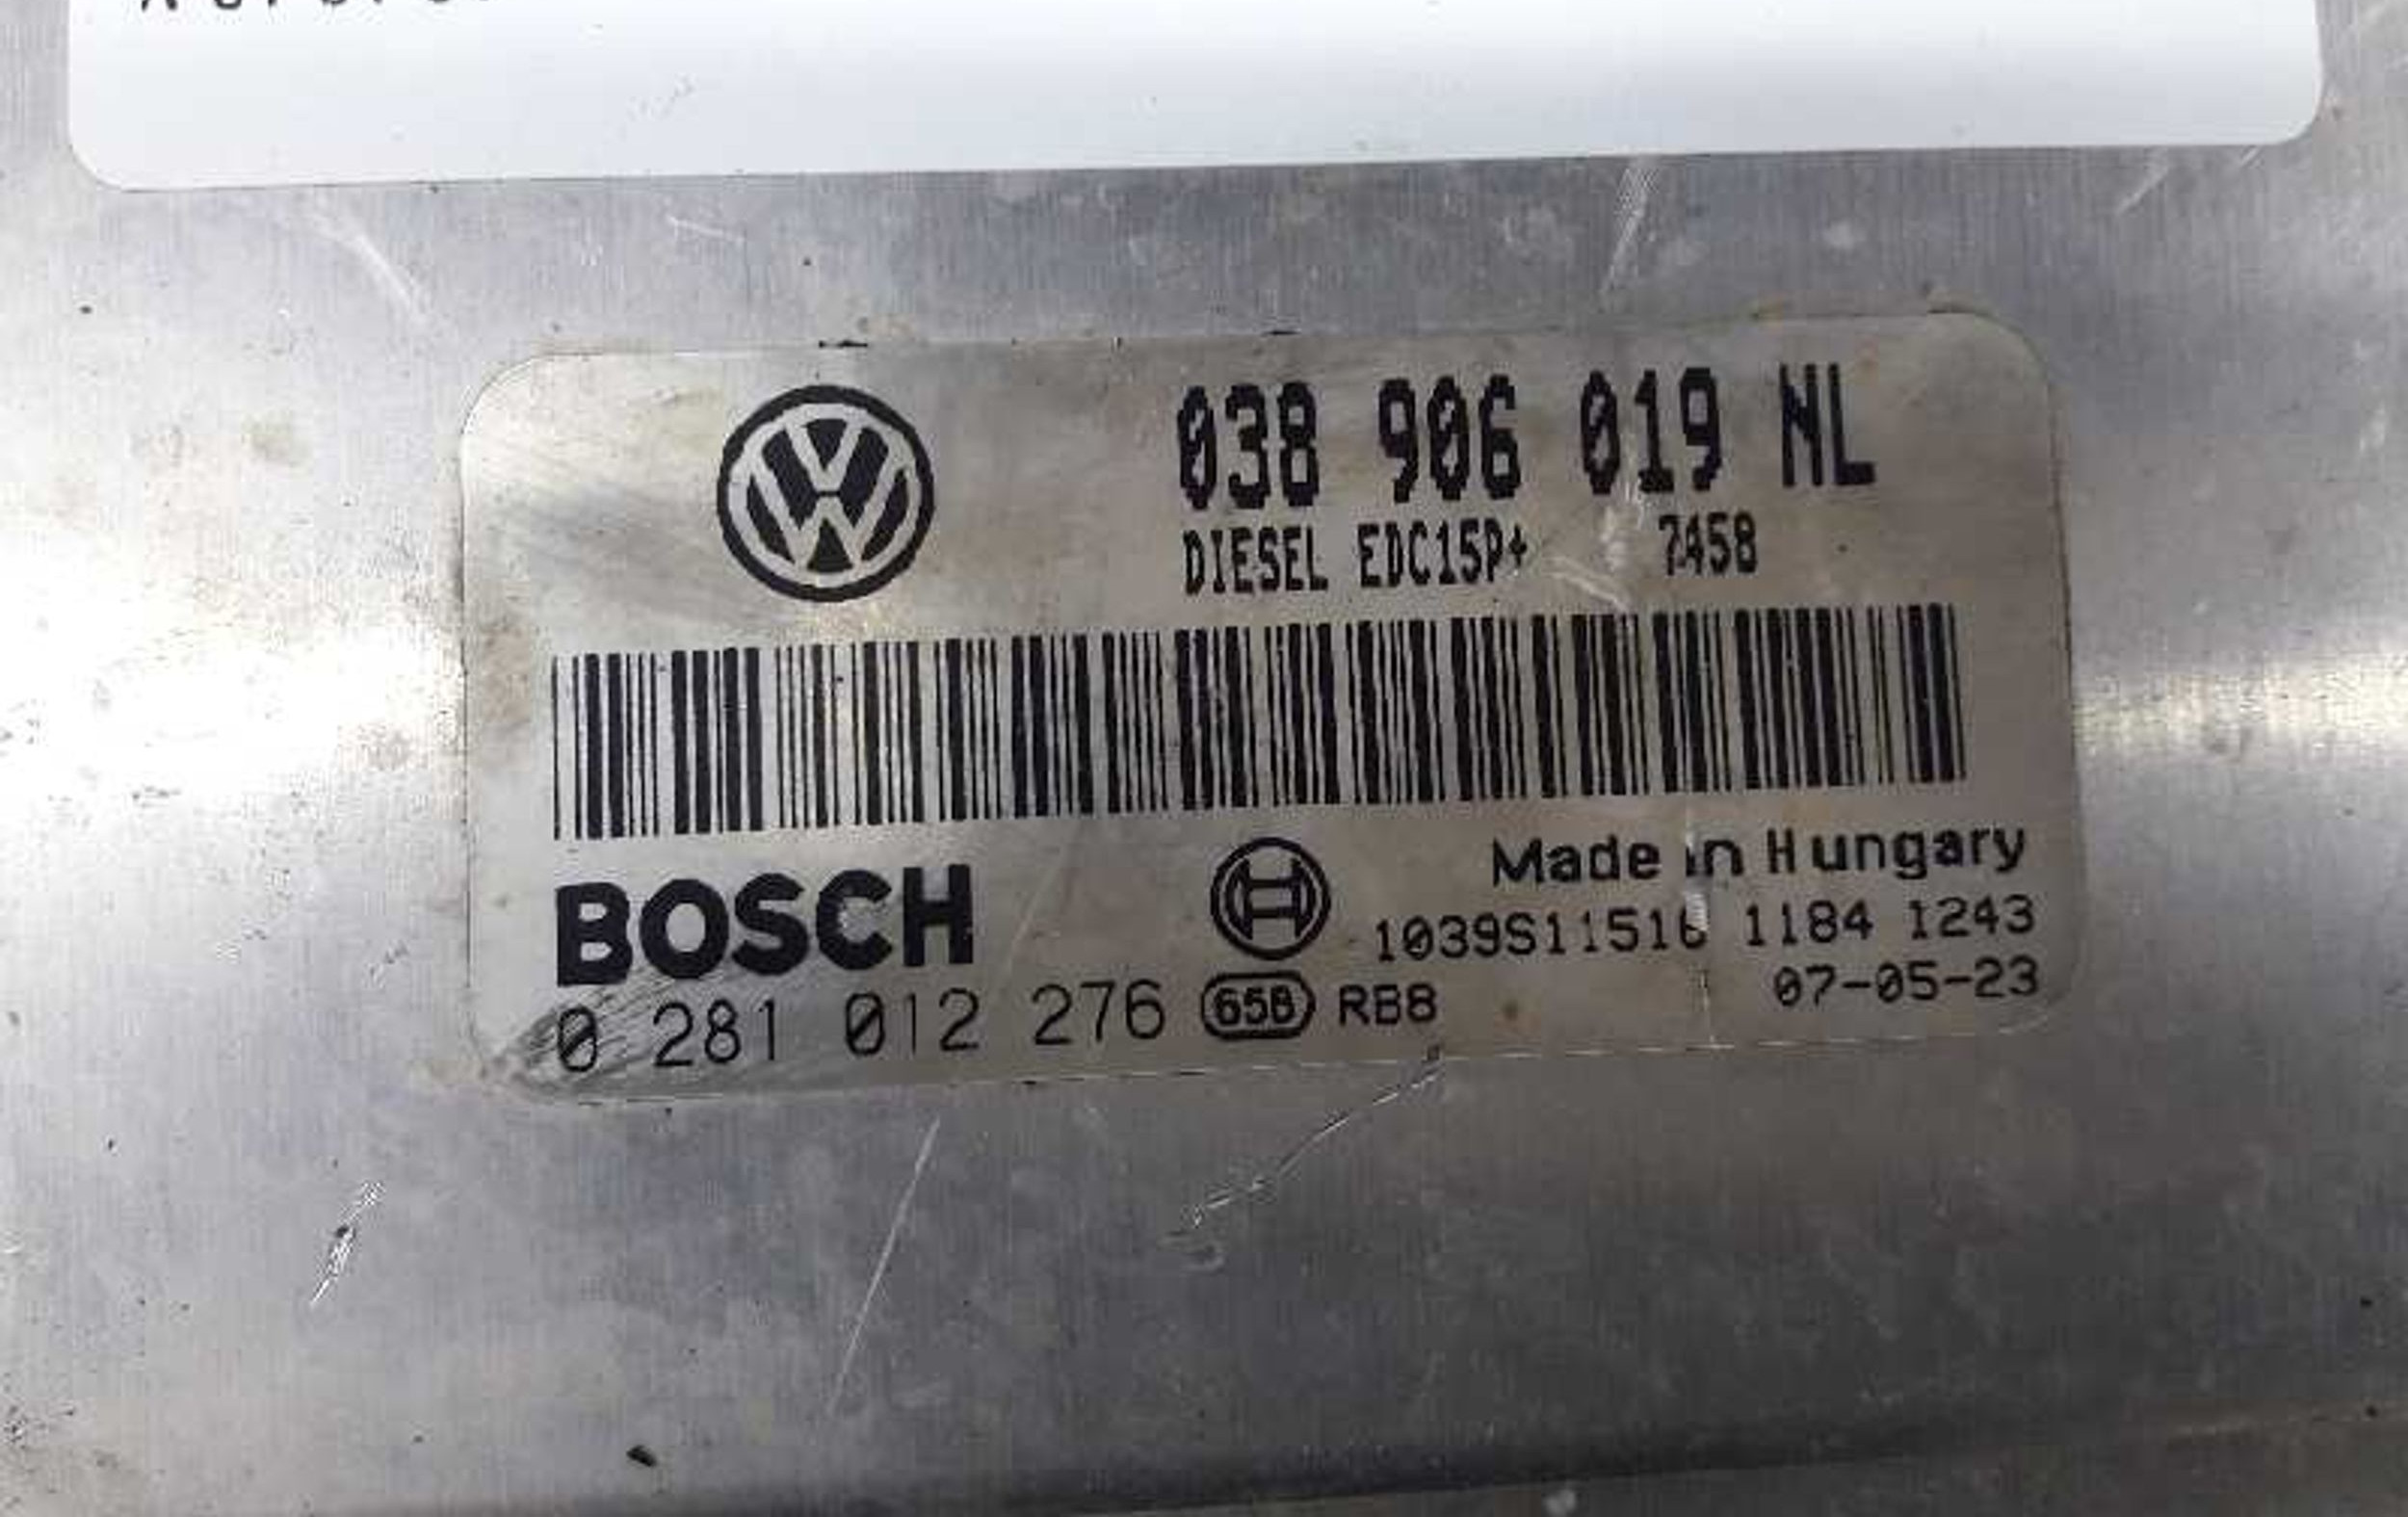 038 906 019 NL
DIESEL EDC15P+ 7458
BOSCH
Made in Hungary
1039S11516 1184 1243
0 281 012 276 65B RB8
07-05-23